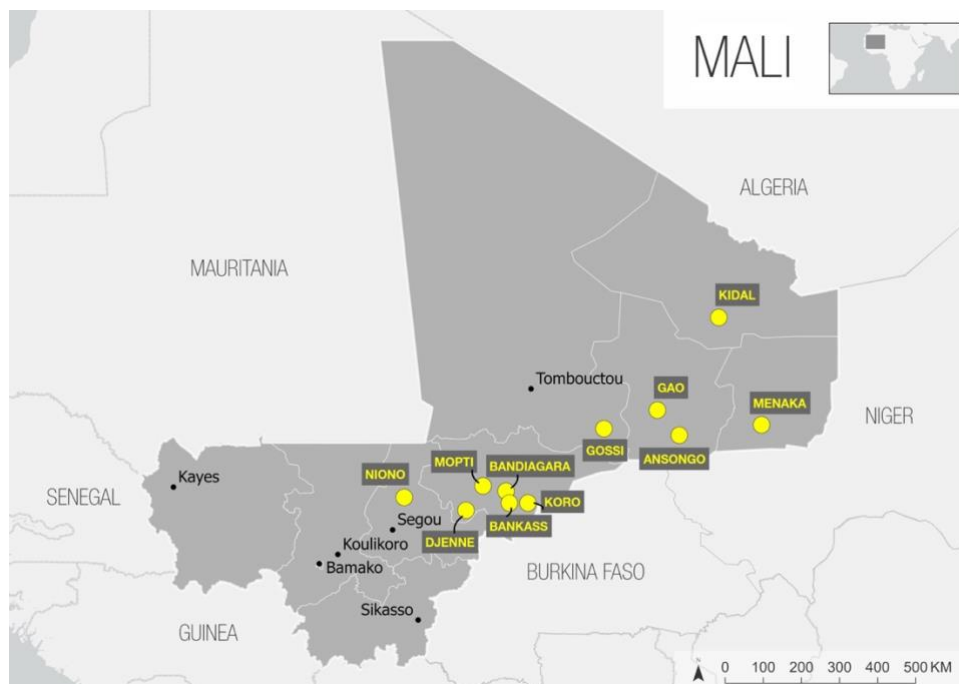 MALI
ALGERIA
MAURITANIA
KIDAL
Tombouctou
GAO
MENAKA
NIGER
GOSSI
ANSONGO
MOPTI
BANDIAGARA
NIONO
Kayes
SENEGAL
KORO
Segou
BANKASS
DJENNE
Koulikoro
Bamako
BURKINA FASO
Sikasso
GUINEA
N
0 100 200 300 400 500 KM